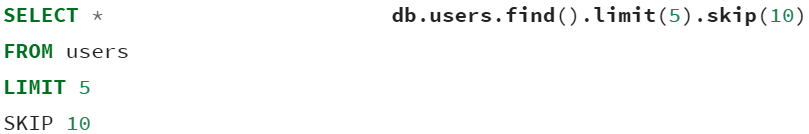 SELECT *
FROM users
LIMIT 5
SKIP 10
db.users.find().limit(5).skip(10)